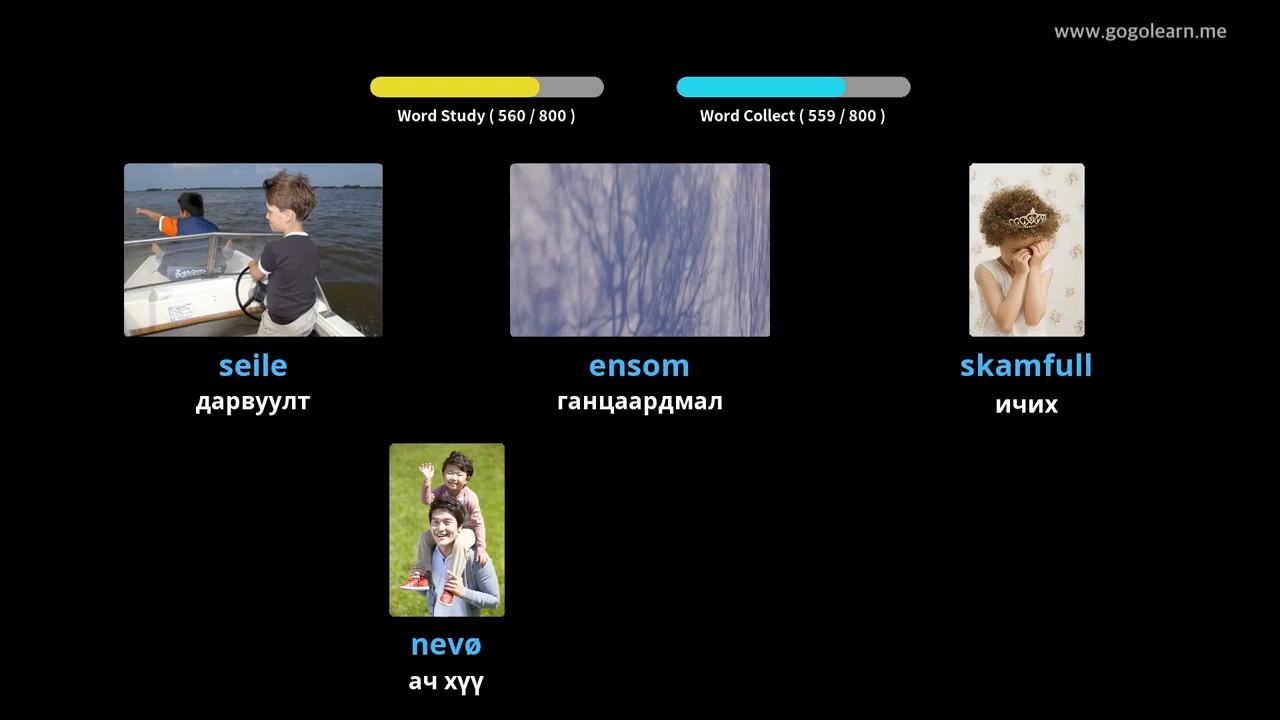 www.gogolearn.me
Word Study ( 560 / 800 )
Word Collect ( 559 / 800 )
seile
дарвуулт
ensom
ганцаардмал
skamfull
ичих
nevø
ач хүү